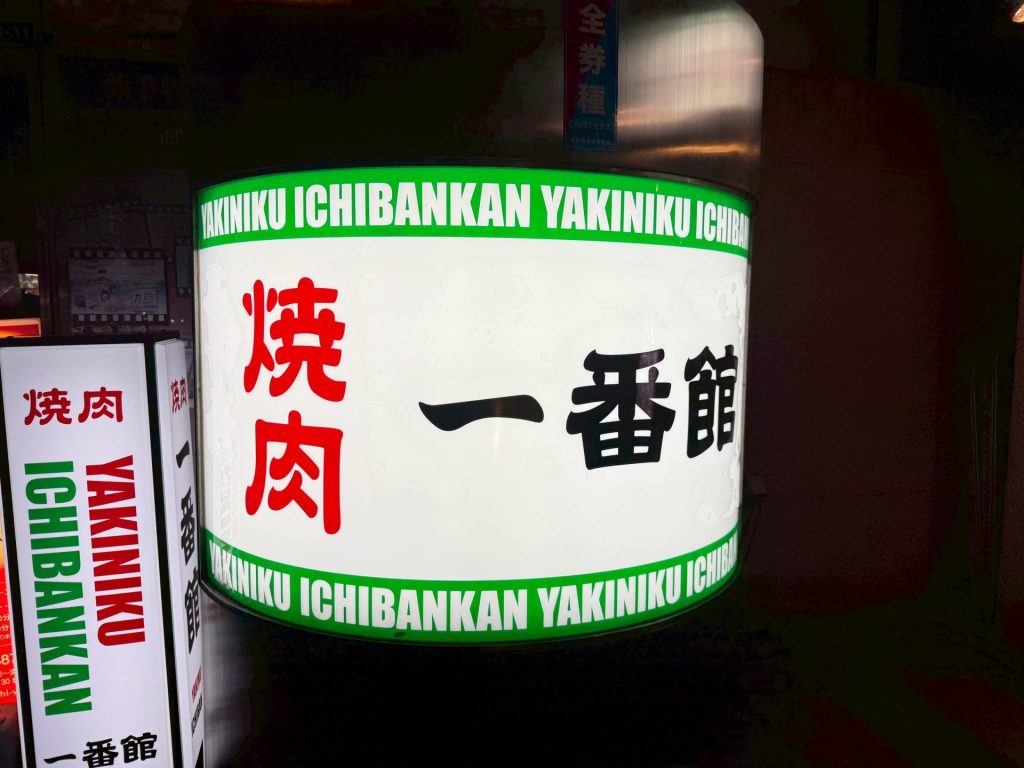 全券種
YAKINIKU ICHIBANKAN YAKINIKU ICHIBAN
焼肉
一番館
YAKINIKU ICHIBANKAN YAKINIKU ICHIBA
焼肉
YAKINIKU
ICHIBANKAN
一番館
焼肉
一番館